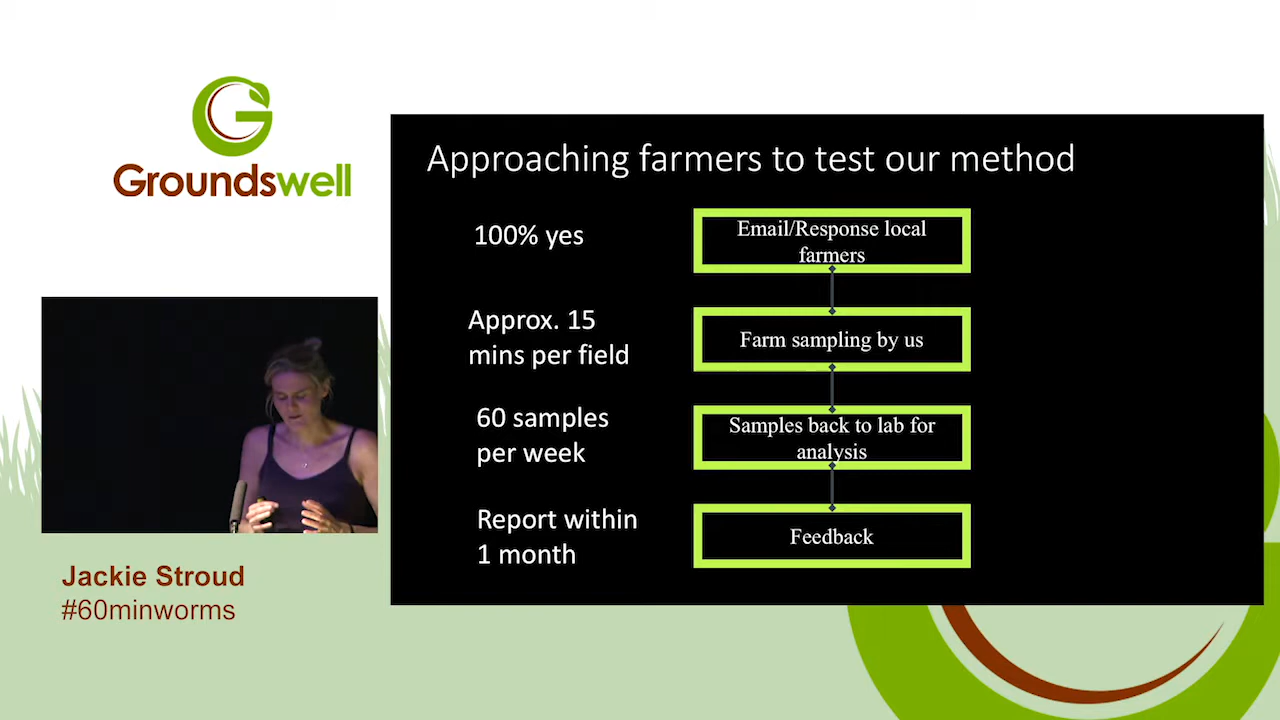 Groundswell
Approaching farmers to test our method
100% yes
Email/Response local
farmers
Approx. 15
mins per field
Farm sampling by us
60 samples
per week
Samples back to lab for
analysis
Report within
1 month
Feedback
Jackie Stroud
#60minworms